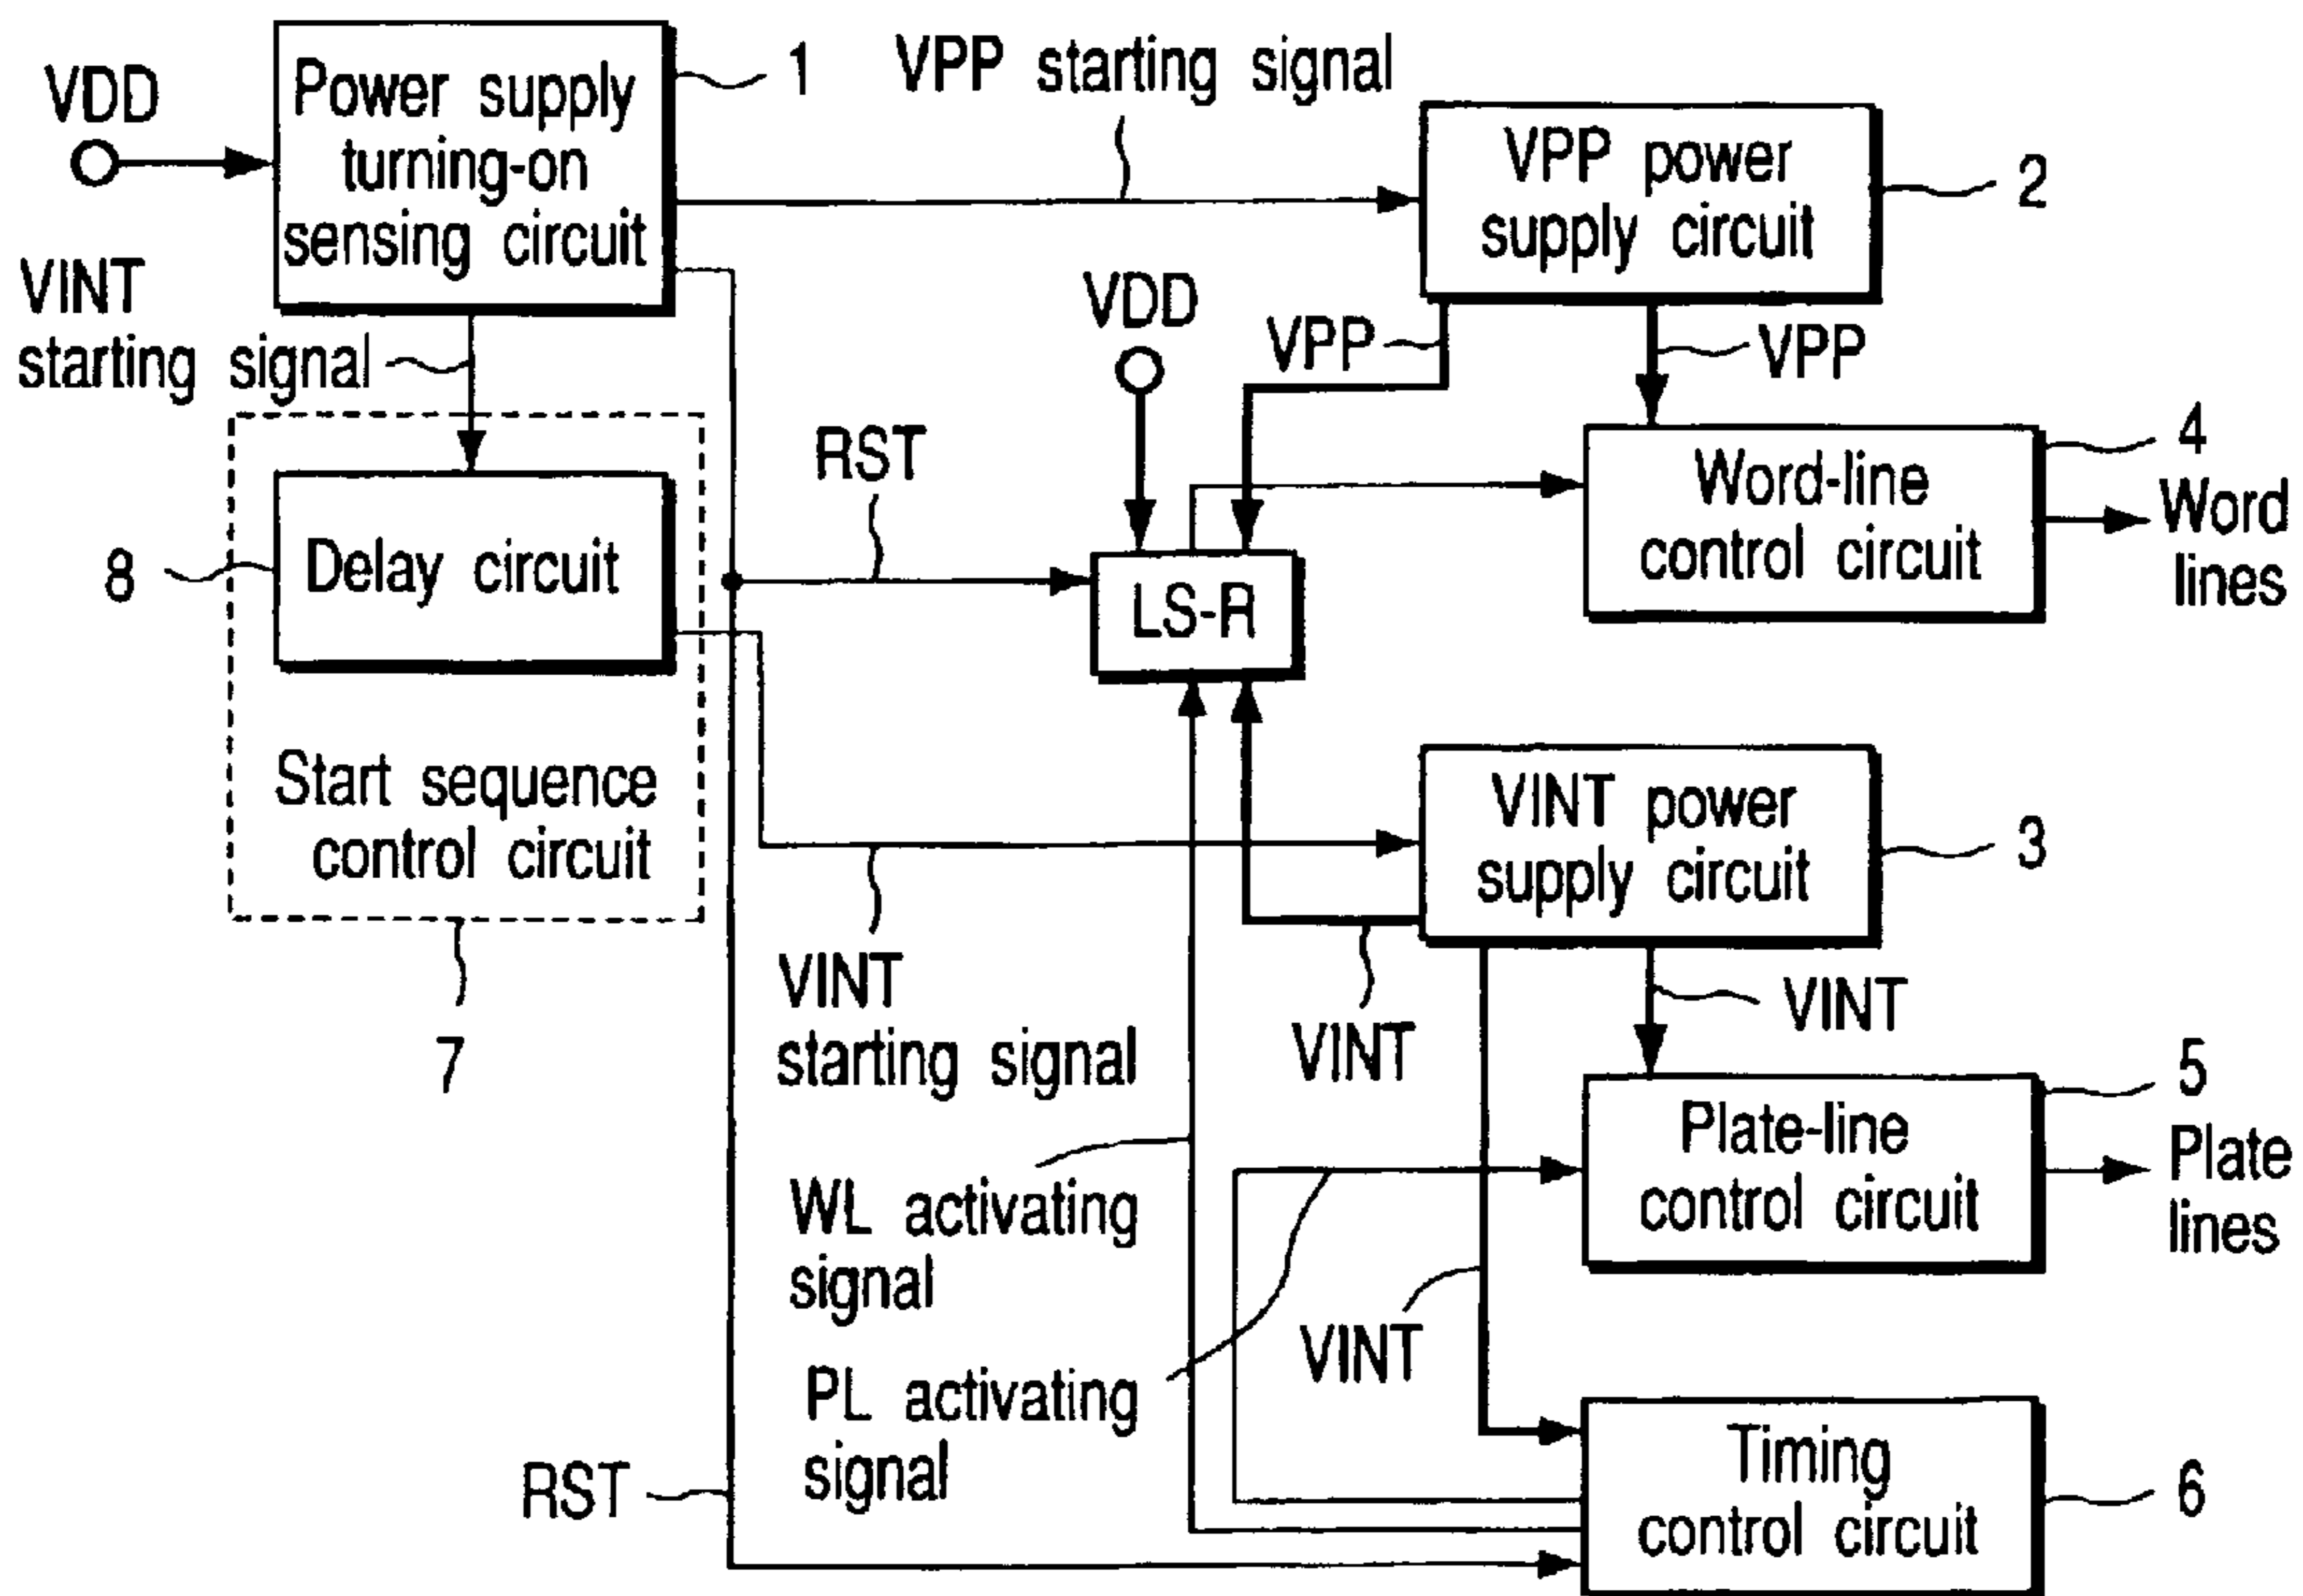 VDD
Power supply
turning-on
sensing circuit
1
VPP starting signal
VPP power
supply circuit
2
VINT
starting signal
VDD
VPP
VPP
RST
8
Delay circuit
LS-R
Word-line
control circuit
4
Word
lines
Start sequence
control circuit
7
VINT power
supply circuit
3
VINT
starting signal
VINT
VINT
WL activating
signal
Plate-line
control circuit
5
Plate
lines
PL activating
signal
VINT
RST
Timing
control circuit
6